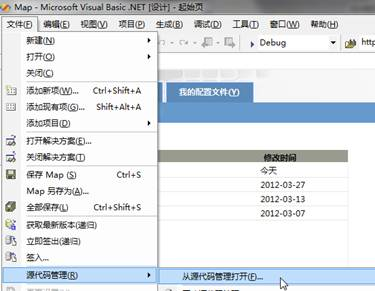 Map - Microsoft Visual Basic .NET [设计] - 起始页
文件(F) 编辑(E) 视图(V) 项目(P) 生成(B) 调试(D) 工具(T) 窗口(W) 帮助(H)
新建(N)
打开(O)
关闭(C)
添加新项(W)... Ctrl+Shift+A
添加现有项(G)... Shift+Alt+A
添加项目(D)
打开解决方案(E)...
关闭解决方案(T)
保存 Map (S) Ctrl+S
Map 另存为(A)...
全部保存(L) Ctrl+Shift+S
获取最新版本(递归)
立即签出(递归)
签入...
源代码管理(R)
Debug
http
我的配置文件(Y)
修改时间
今天
2012-03-27
2012-03-13
2012-03-07
从源代码管理打开(F)...